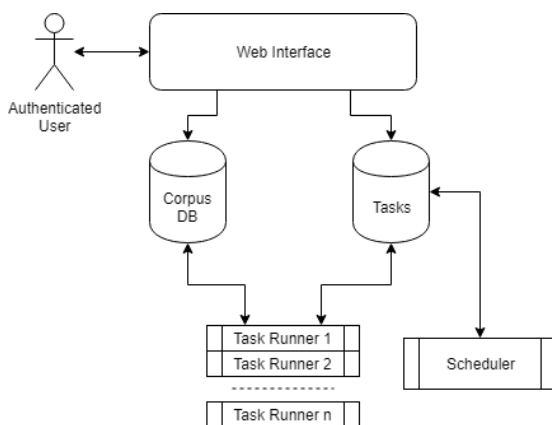 Web Interface
Authenticated
User
Corpus
DB
Tasks
Task Runner 1
Task Runner 2
Scheduler
Task Runner n